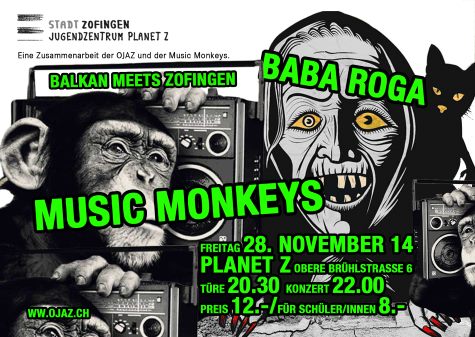 STADT ZOFINGEN
JUGENDZENTRUM PLANET Z
Eine Zusammenarbeit der OJAZ und der Music Monkeys.
BALKAN MEETS ZOFINGEN
BABA ROGA
MUSIC MONKEYS
FREITAG 28. NOVEMBER 14
PLANET Z OBERE BRÜHLSTRASSE 6
TÜRE 20.30 KONZERT 22.00
PREIS 12.-/FÜR SCHÜLER/INNEN 8.-
WWW.OJAZ.CH